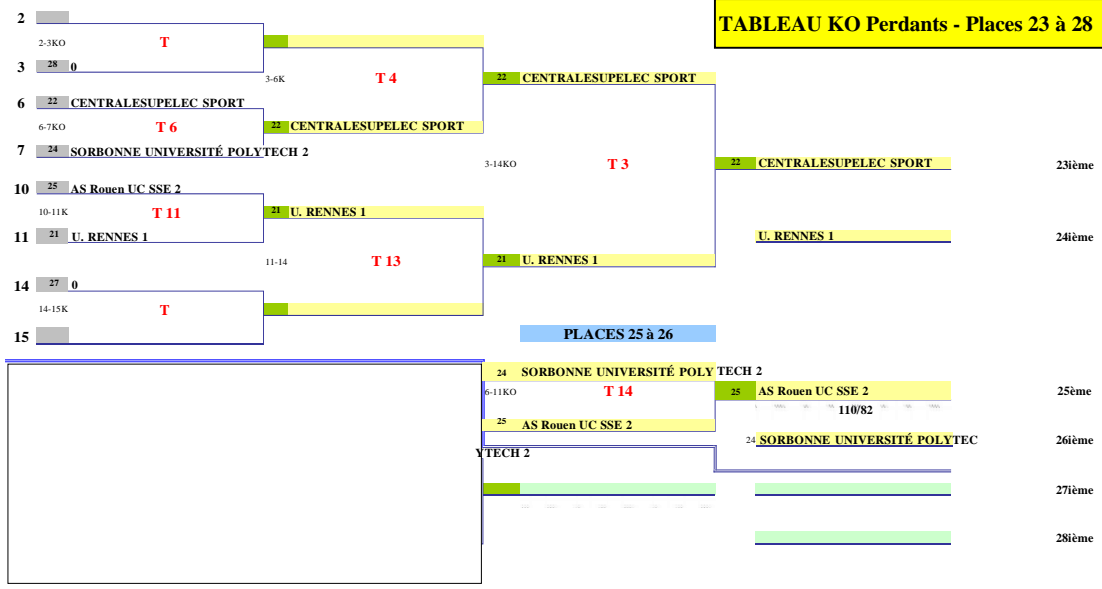 TABLEAU KO Perdants - Places 23 à 28
2
2-3KO T
3 28 0
3-6K T 4
22 CENTRALESUPELEC SPORT
6 22 CENTRALESUPELEC SPORT
6-7KO T 6 22 CENTRALESUPELEC SPORT
7 24 SORBONNE UNIVERSITÉ POLYTECH 2
3-14KO T 3 22 CENTRALESUPELEC SPORT 23ième
10 25 AS Rouen UC SSE 2
10-11K T 11 21 U. RENNES 1
11 21 U. RENNES 1
U. RENNES 1 24ième
11-14 T 13 21 U. RENNES 1
14 27 0
14-15K T
15
PLACES 25 à 26
24 SORBONNE UNIVERSITÉ POLYTECH 2
6-11KO T 14 25 AS Rouen UC SSE 2 25ème
110/82
25 AS Rouen UC SSE 2
24 SORBONNE UNIVERSITÉ POLYTEC 26ième
YTECH 2
27ième
28ième